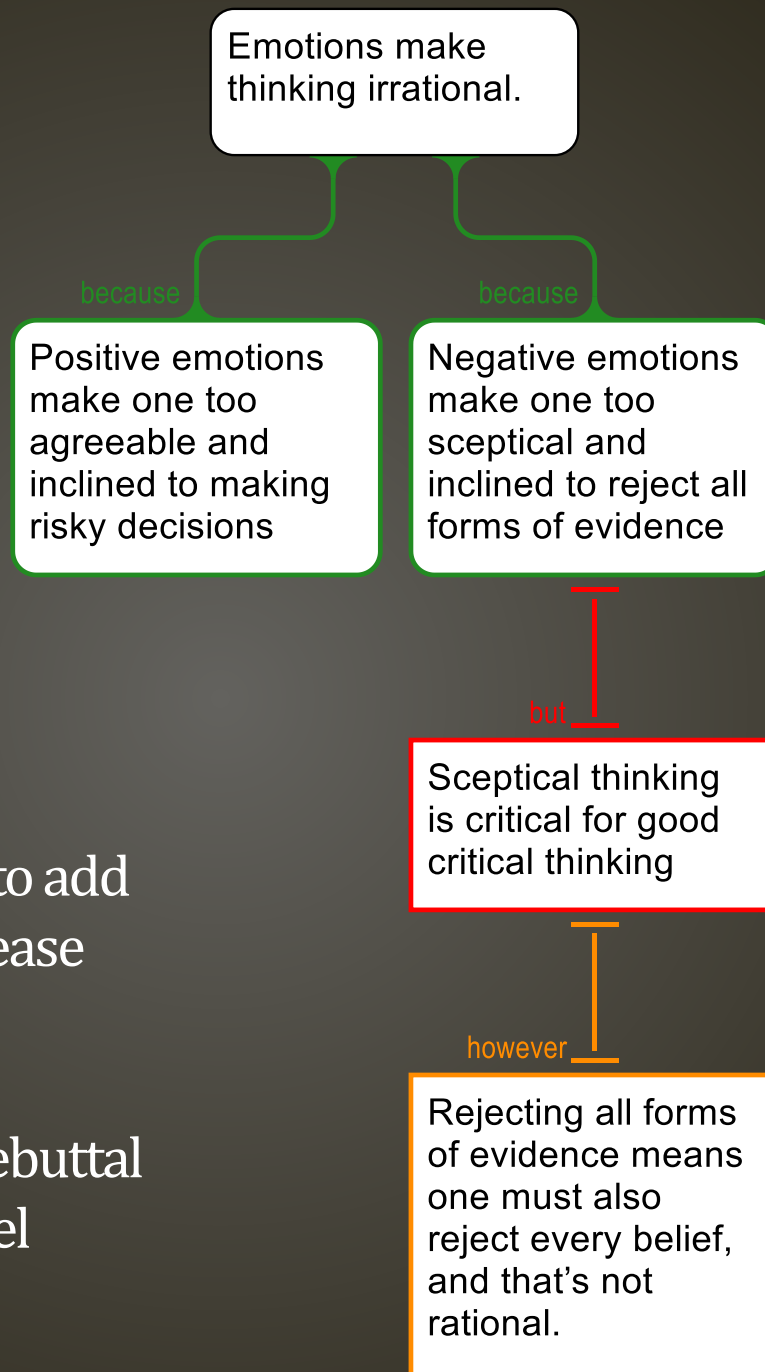 Emotions make
thinking irrational.
because
because
Positive emotions
make one too
agreeable and
inclined to making
risky decisions
Negative emotions
make one too
sceptical and
inclined to reject all
forms of evidence
but
Sceptical thinking
is critical for good
critical thinking
to add
ease
however
Rejecting all forms
of evidence means
one must also
reject every belief,
and that’s not
rational.
ebuttal
el